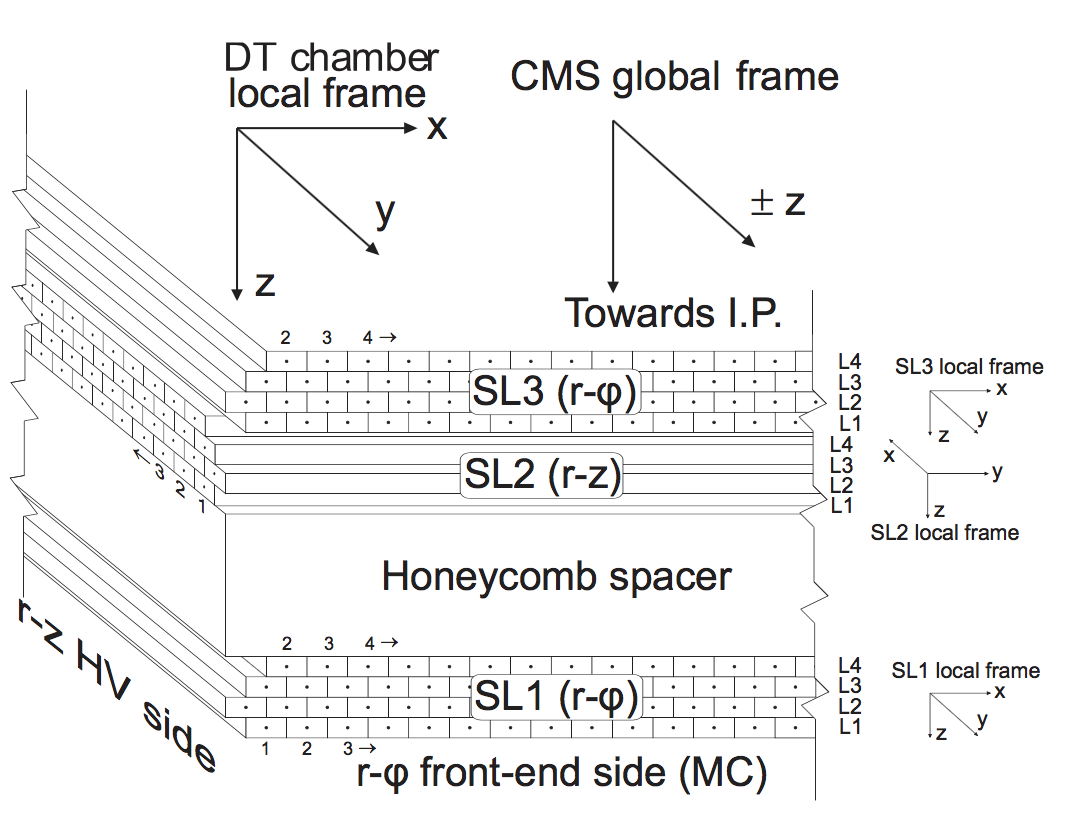 DT chamber
local frame
x
y
z
CMS global frame
± z
Towards I.P.
2 3 4 →
SL3 (r-φ)
L4
L3
L2
L1
SL3 local frame
x
y
z
SL2 (r-z)
L4
L3
L2
L1
x
y
z
SL2 local frame
← 3 2 1
Honeycomb spacer
r-z HV side
2 3 4 →
SL1 (r-φ)
L4
L3
L2
L1
SL1 local frame
x
y
z
1 2 3 →
r-φ front-end side (MC)